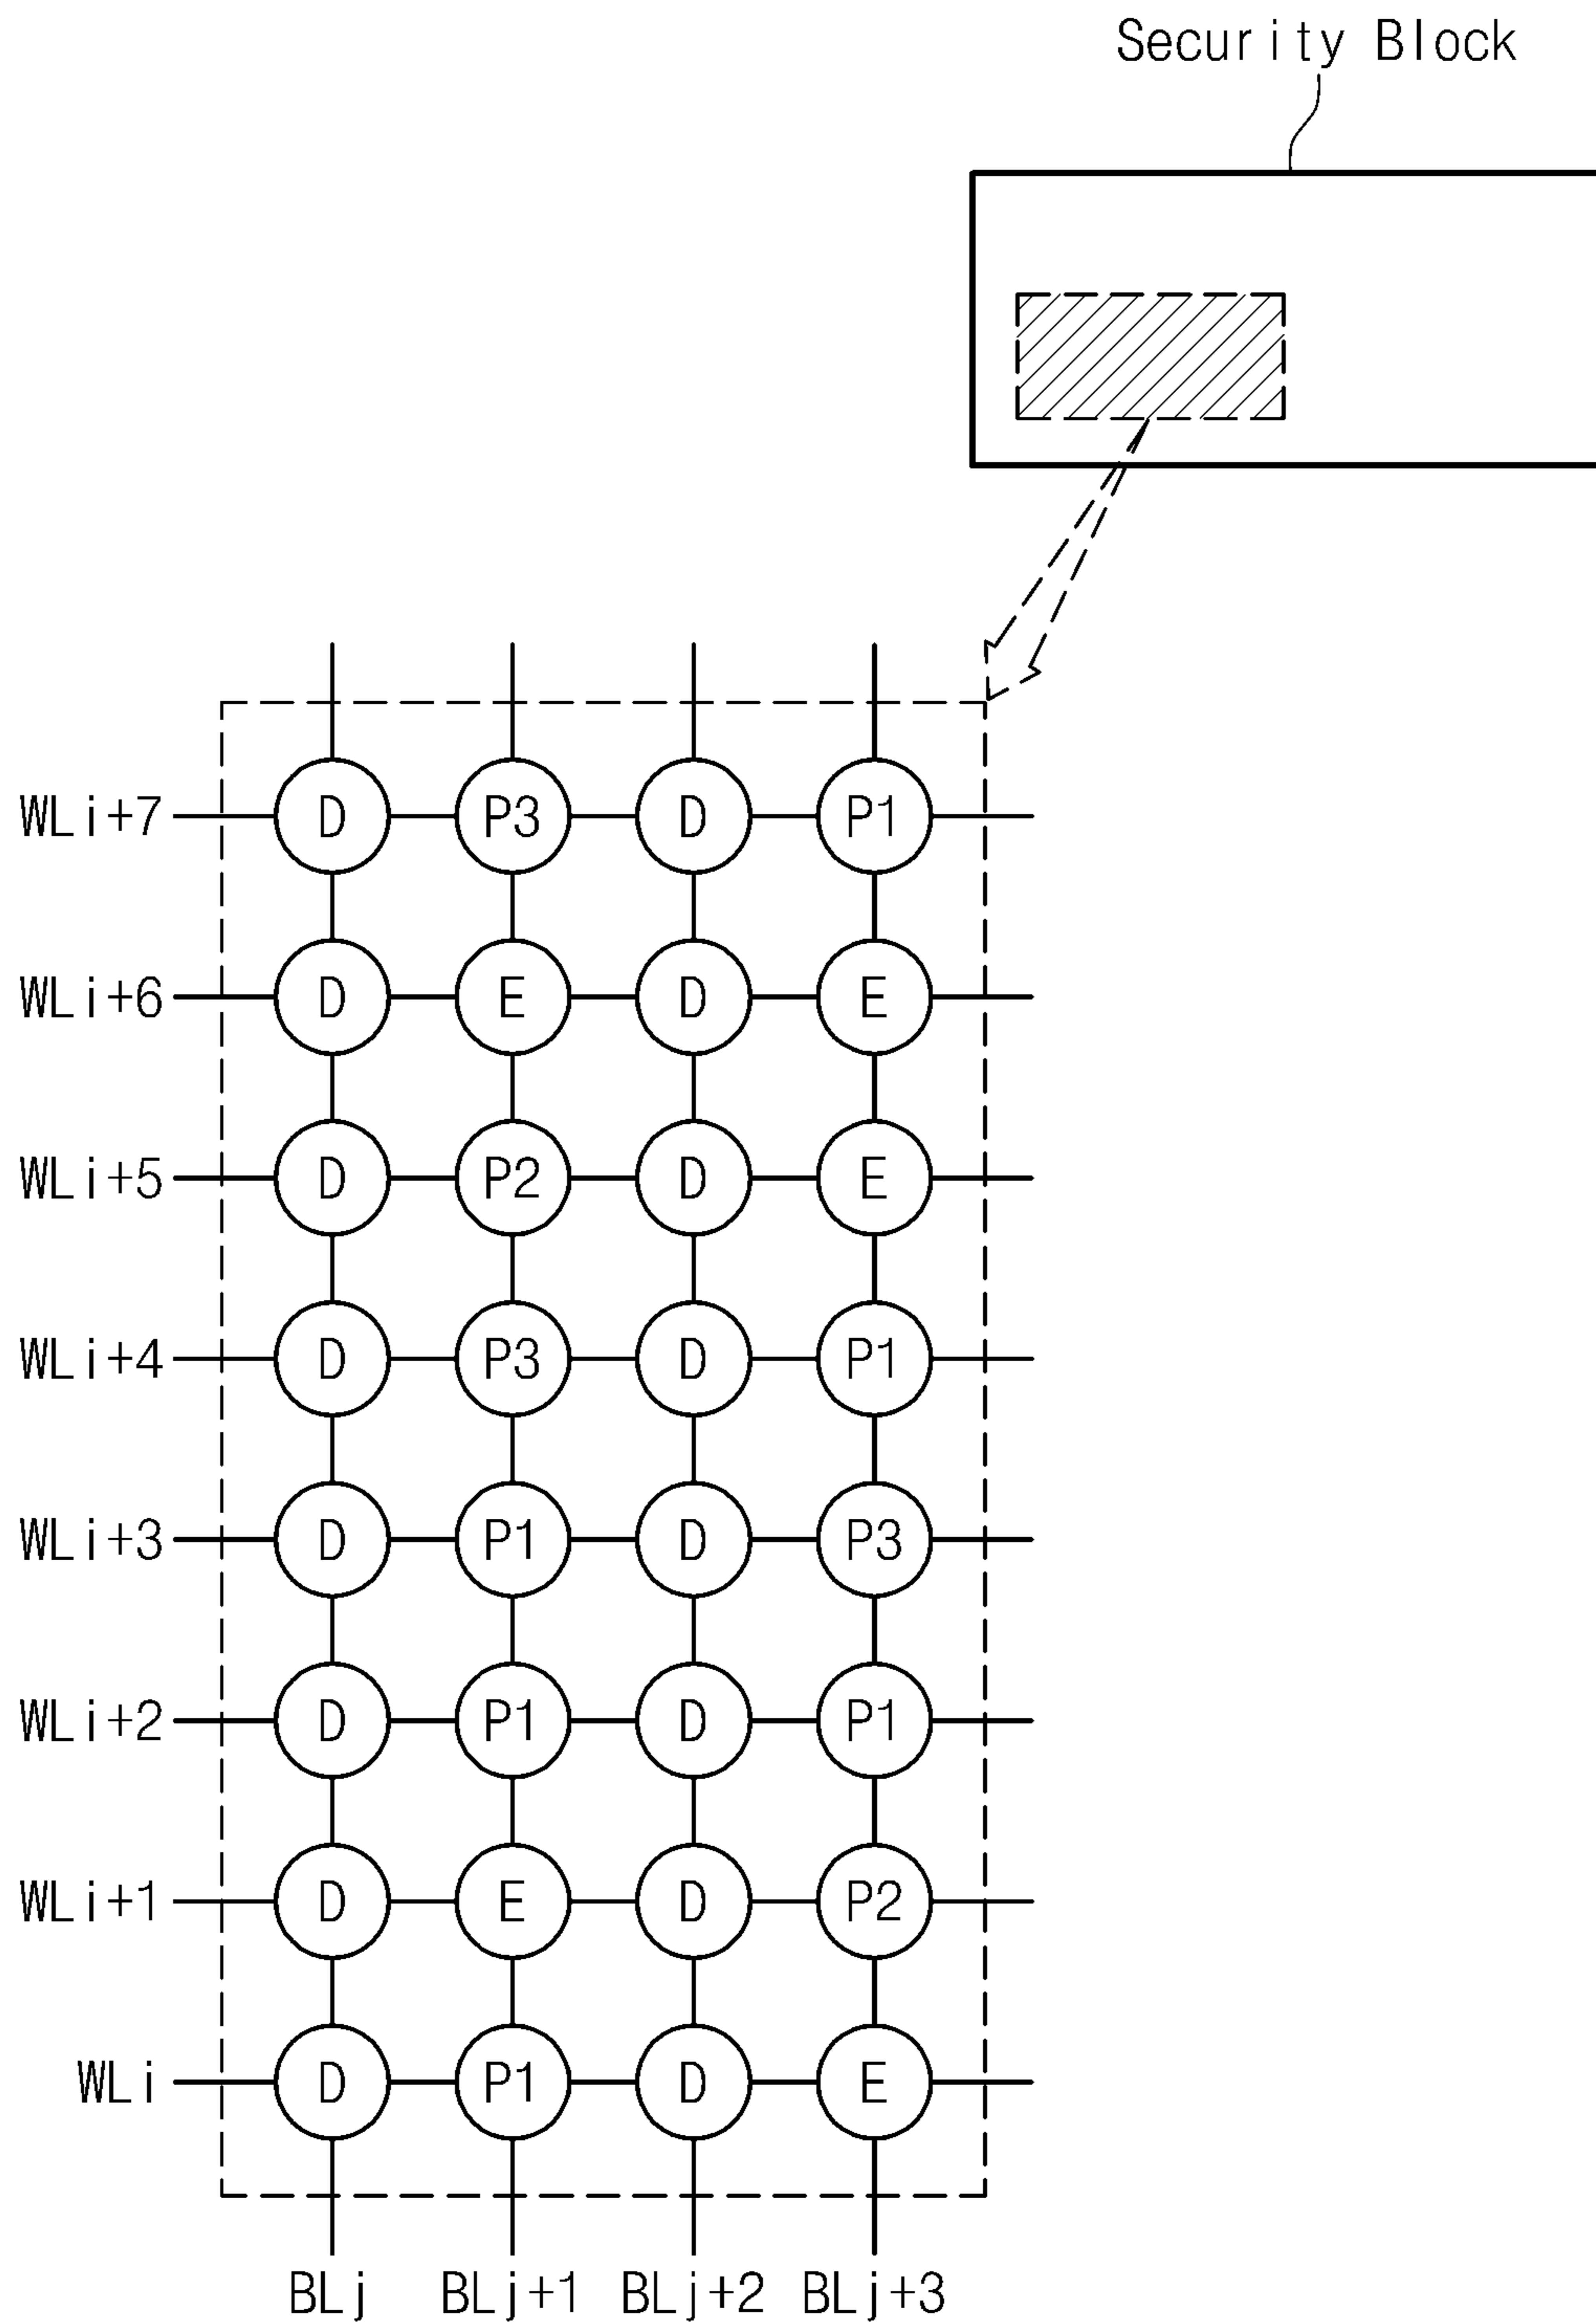 Security Block
WLi+7 D P3 D P1
WLi+6 D E D E
WLi+5 D P2 D E
WLi+4 D P3 D P1
WLi+3 D P1 D P3
WLi+2 D P1 D P1
WLi+1 D E D P2
WLi D P1 D E
BLj BLj+1 BLj+2 BLj+3